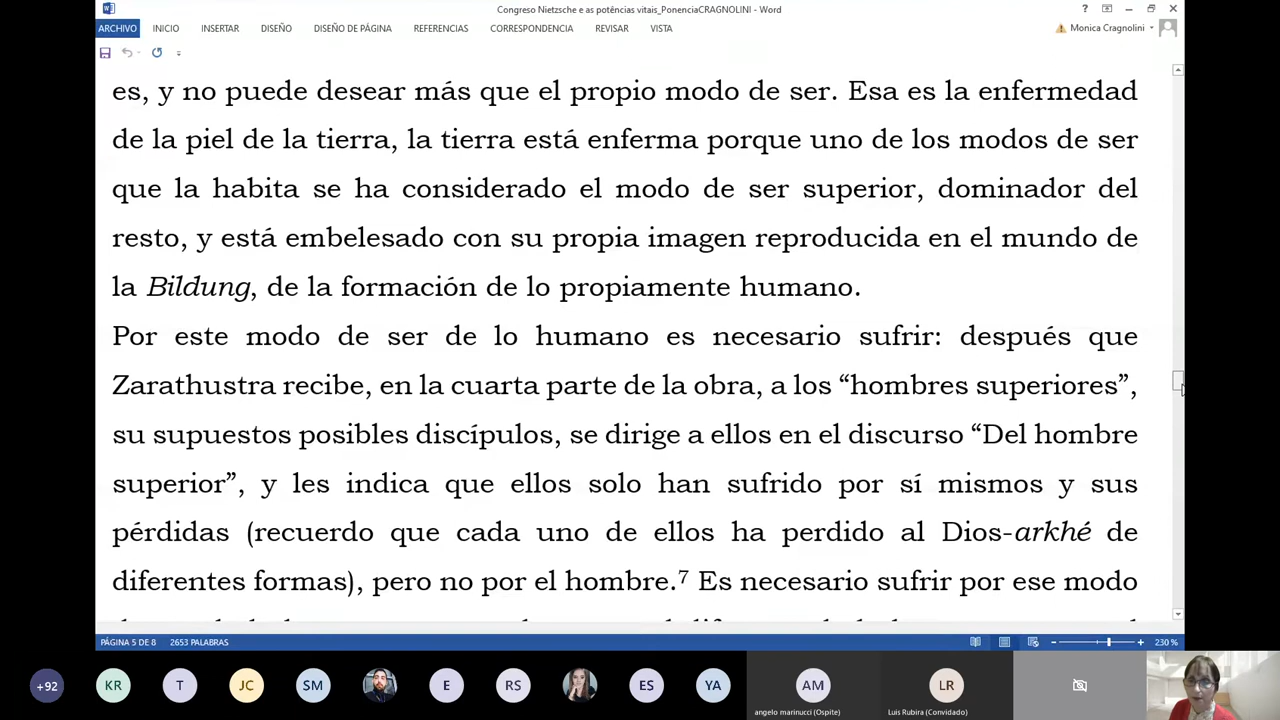 Congreso Nietzsche e as potências vitais_PonenciaCRAGNOLINI - Word
ARCHIVO INICIO INSERTAR DISEÑO DISEÑO DE PÁGINA REFERENCIAS CORRESPONDENCIA REVISAR VISTA Monica Cragnolini
es, y no puede desear más que el propio modo de ser. Esa es la enfermedad
de la piel de la tierra, la tierra está enferma porque uno de los modos de ser
que la habita se ha considerado el modo de ser superior, dominador del
resto, y está embelesado con su propia imagen reproducida en el mundo de
la Bildung, de la formación de lo propiamente humano.
Por este modo de ser de lo humano es necesario sufrir: después que
Zarathustra recibe, en la cuarta parte de la obra, a los “hombres superiores”,
su supuestos posibles discípulos, se dirige a ellos en el discurso “Del hombre
superior”, y les indica que ellos solo han sufrido por sí mismos y sus
pérdidas (recuerdo que cada uno de ellos ha perdido al Dios-arkhé de
diferentes formas), pero no por el hombre.⁷ Es necesario sufrir por ese modo
PÁGINA 5 DE 8 2653 PALABRAS 230 %
+92 KR T JC SM E RS ES YA AM LR
angelo marinucci (Ospite) Luis Rubira (Convidado)